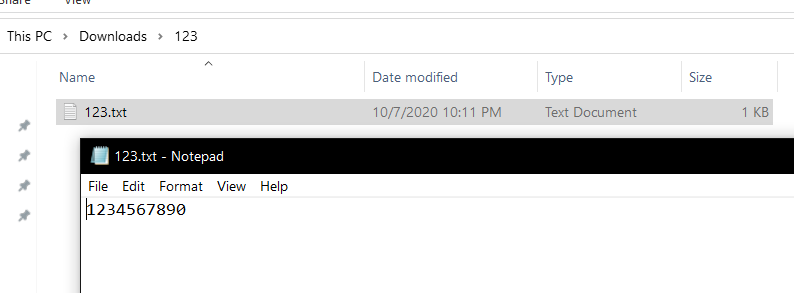 Share View
This PC > Downloads > 123
Name Date modified Type Size
123.txt 10/7/2020 10:11 PM Text Document 1 KB
123.txt - Notepad
File Edit Format View Help
1234567890